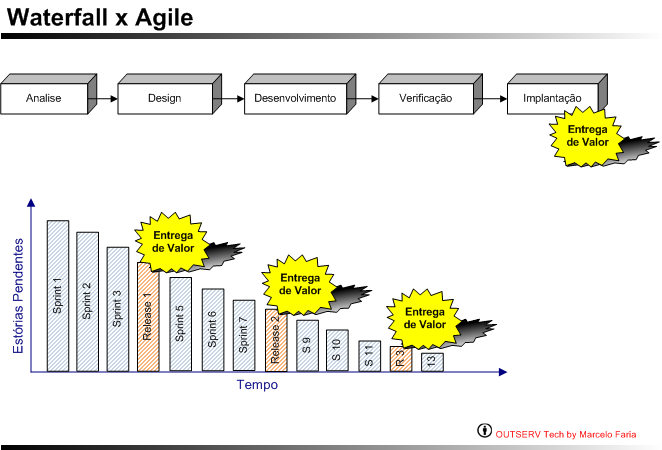 Waterfall x Agile
Analise
Design
Desenvolvimento
Verificação
Implantação
Entrega
de Valor
Estórias Pendentes
Sprint 1
Sprint 2
Sprint 3
Release 1
Entrega
de Valor
Sprint 5
Sprint 6
Sprint 7
Release 2
Entrega
de Valor
S 9
S 10
S 11
R 3
Entrega
de Valor
13
Tempo
OUTSERV Tech by Marcelo Faria